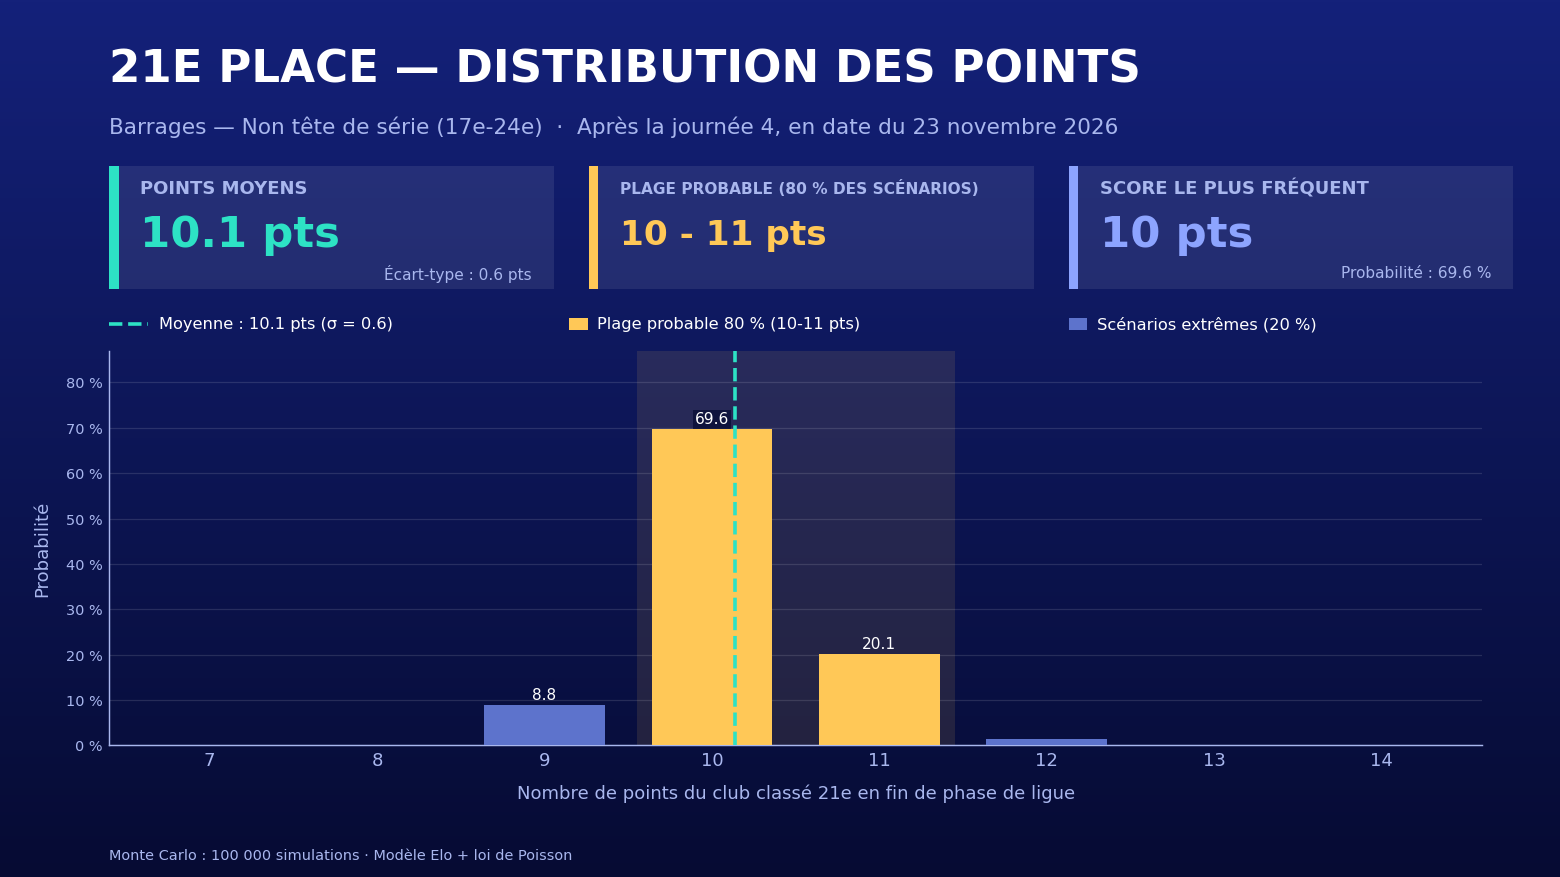 21E PLACE — DISTRIBUTION DES POINTS
Barrages — Non tête de série (17e-24e)  ·  Après la journée 4, en date du 23 novembre 2026
POINTS MOYENS
10.1 pts
Écart-type : 0.6 pts
PLAGE PROBABLE (80 % DES SCÉNARIOS)
10 - 11 pts
SCORE LE PLUS FRÉQUENT
10 pts
Probabilité : 69.6 %
Moyenne : 10.1 pts (σ = 0.6)
Plage probable 80 % (10-11 pts)
Scénarios extrêmes (20 %)
Probabilité
80 %
70 %
60 %
50 %
40 %
30 %
20 %
10 %
0 %
8.8
69.6
20.1
7 8 9 10 11 12 13 14
Nombre de points du club classé 21e en fin de phase de ligue
Monte Carlo : 100 000 simulations · Modèle Elo + loi de Poisson